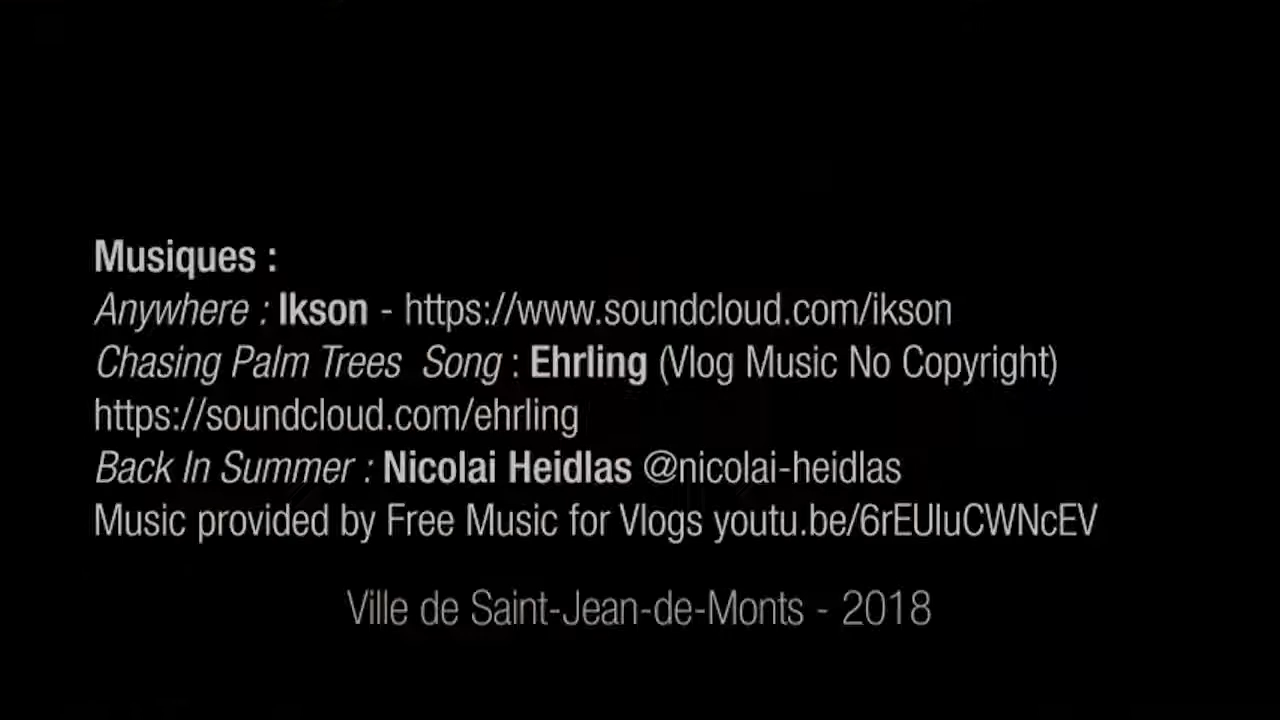 Musiques :
Anywhere : Ikson - https://www.soundcloud.com/ikson
Chasing Palm Trees  Song : Ehrling (Vlog Music No Copyright)
https://soundcloud.com/ehrling
Back In Summer : Nicolai Heidlas @nicolai-heidlas
Music provided by Free Music for Vlogs youtu.be/6rEUIuCWNcEV
Ville de Saint-Jean-de-Monts - 2018